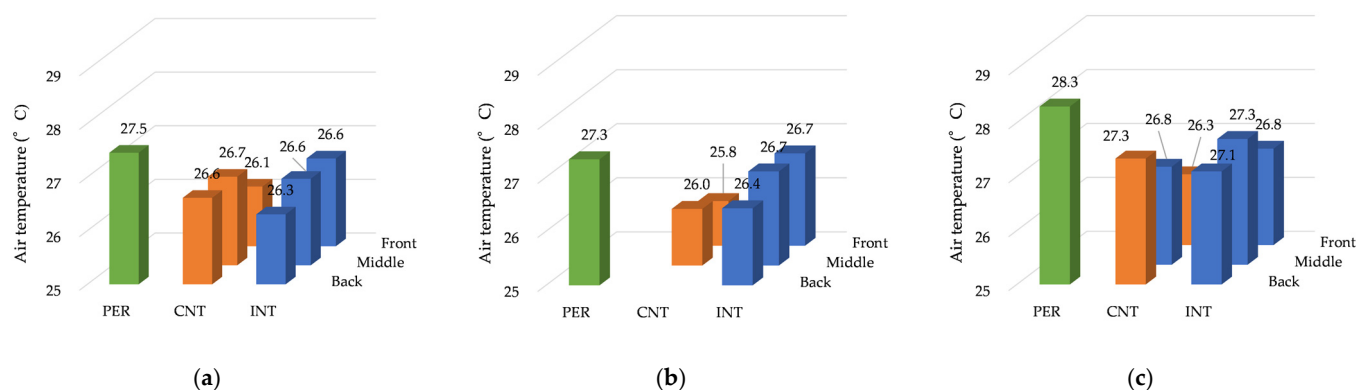 29
28
27
26
25
Air temperature (° C)
27.5
26.6
26.7
26.1
26.3
26.6
26.6
Front
Middle
Back
PER CNT INT
(a)
29
28
27
26
25
Air temperature (° C)
27.3
26.0
25.8
26.4
26.7
26.7
Front
Middle
Back
PER CNT INT
(b)
29
28
27
26
25
Air temperature (° C)
28.3
27.3
26.8
26.3
27.1
27.3
26.8
Front
Middle
Back
PER CNT INT
(c)